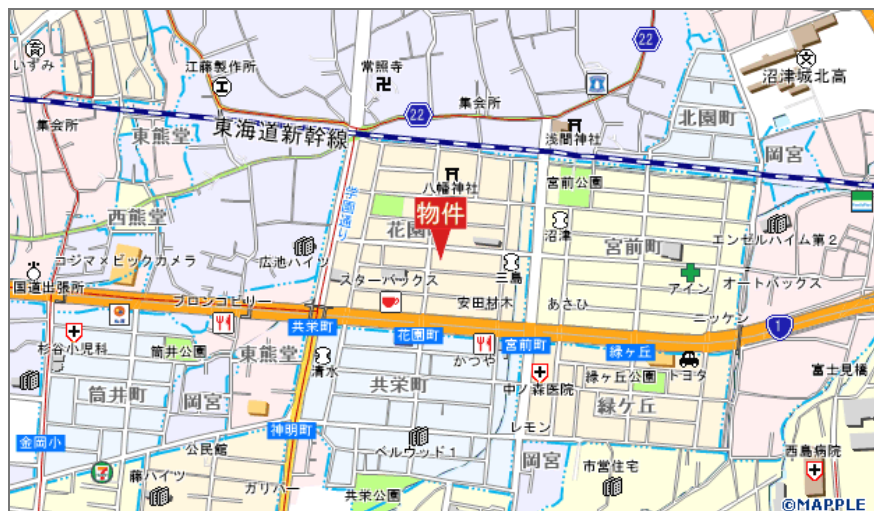 いずみ
江藤製作所
常照寺
22
沼津城北高
22
集会所
北園町
集会所
東熊堂
東海道新幹線
浅間神社
岡宮
八幡神社
宮前公園
学園通り
物件
西熊堂
花園町
沼津
宮前町
エンゼルハイム第2
コジマ×ビックカメラ
広池ハイツ
スターバックス
三島
国道出張所
ブロンコビリー
安田材木
あさひ
アイン
オートバックス
ニッケン
1
共栄町
花園町
宮前町
緑ヶ丘
杉谷小児科
筒井公園
東熊堂
清水
かつや
緑ヶ丘公園
トヨタ
富士見橋
筒井町
岡宮
共栄町
中ノ森医院
緑ケ丘
神明町
レモン
金岡小
公民館
ベルウッド1
岡宮
市営住宅
西島病院
藤ハイツ
ガリバー
共栄公園
©MAPPLE